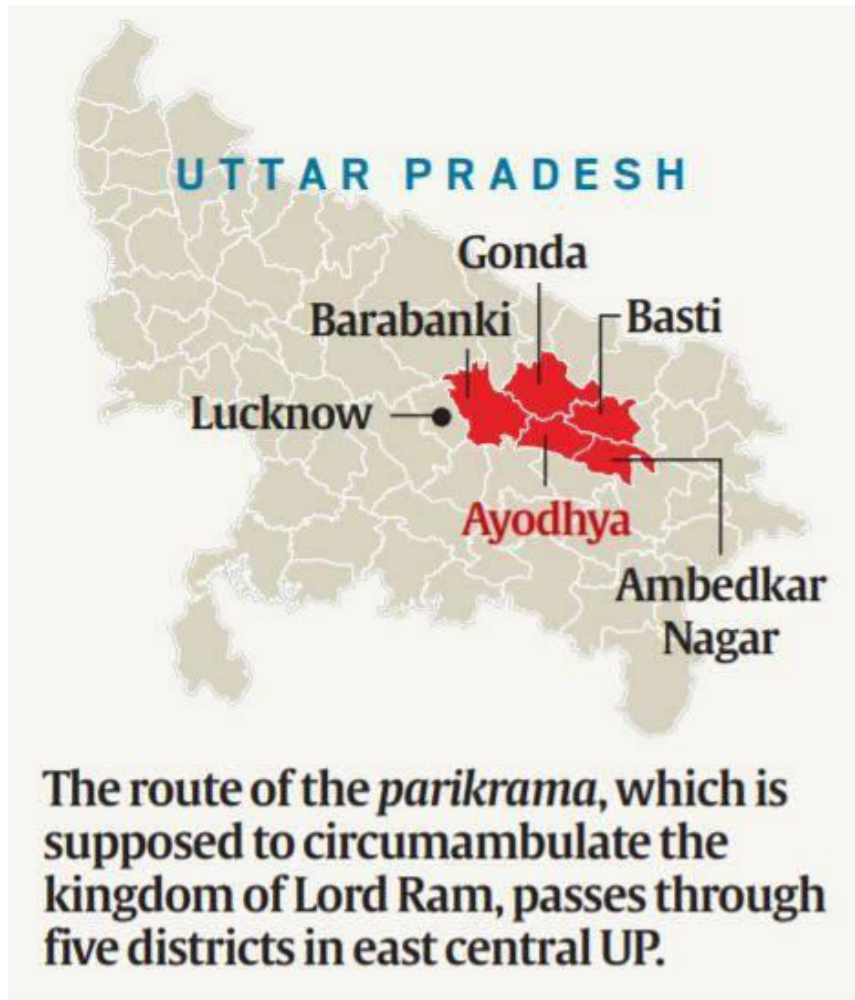 UTTAR PRADESH
Gonda
Barabanki
Basti
Lucknow
Ayodhya
Ambedkar
Nagar
The route of the parikrama, which is
supposed to circumambulate the
kingdom of Lord Ram, passes through
five districts in east central UP.